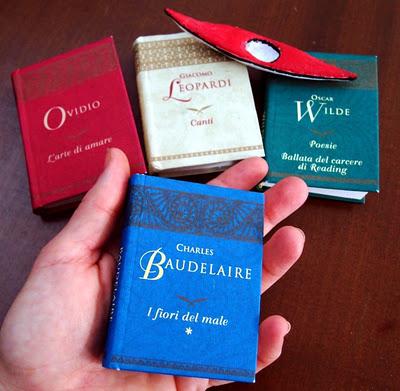 OVIDIO
L'arte di amare
GIACOMO
LEOPARDI
Canti
OSCAR
WILDE
Poesie
Ballata del carcere
di Reading
CHARLES
BAUDELAIRE
I fiori del male
*
BAUDELAIRE